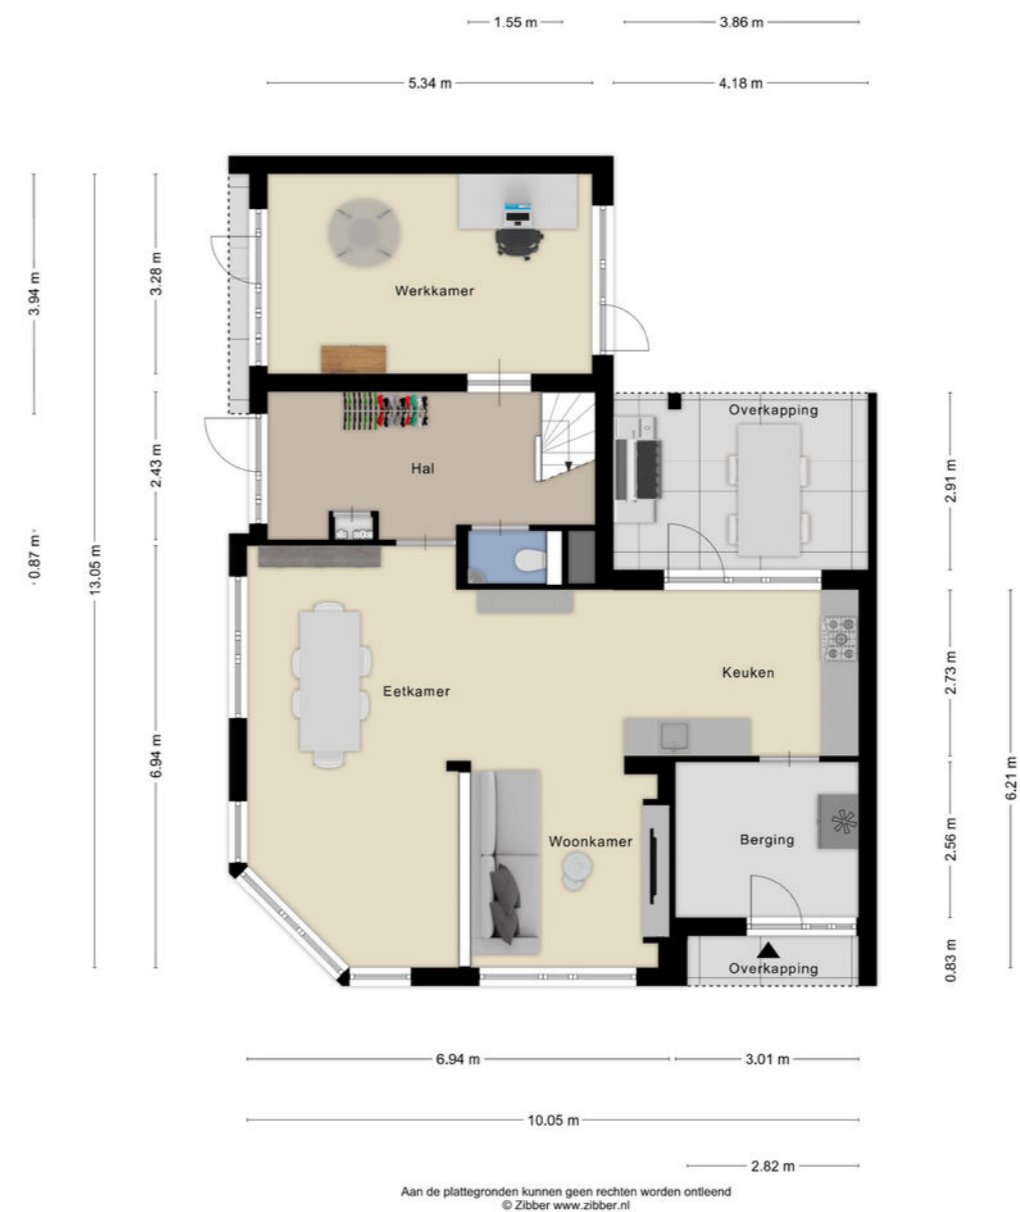 1.55 m
3.86 m
5.34 m
4.18 m
3.94 m
3.28 m
Werkkamer
Overkapping
2.43 m
Hal
2.91 m
0.87 m
13.05 m
Eetkamer
Keuken
2.73 m
6.94 m
6.21 m
Woonkamer
Berging
2.56 m
Overkapping
0.83 m
6.94 m
3.01 m
10.05 m
2.82 m
Aan de plattegronden kunnen geen rechten worden ontleend
© Zibber www.zibber.nl